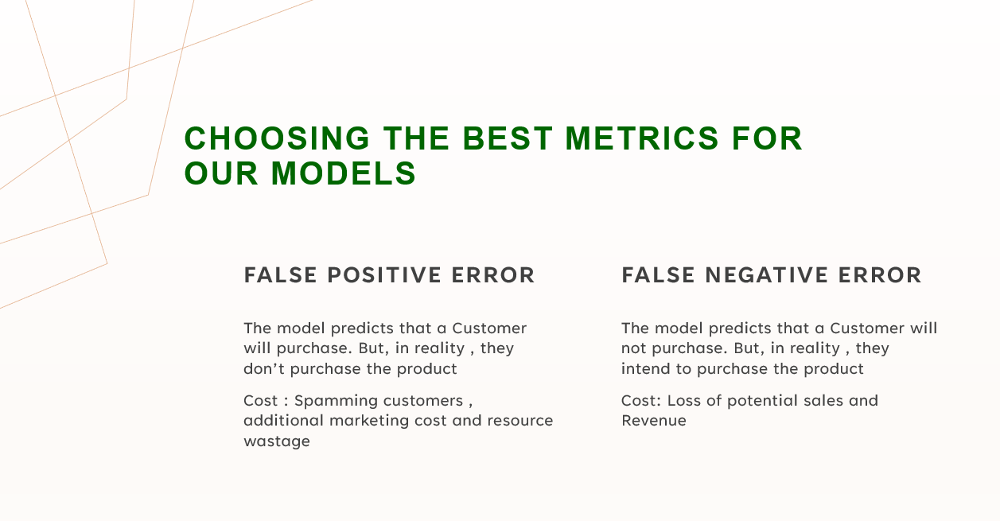 CHOOSING THE BEST METRICS FOR
OUR MODELS
FALSE POSITIVE ERROR
The model predicts that a Customer
will purchase. But, in reality , they
don’t purchase the product
Cost : Spamming customers ,
additional marketing cost and resource
wastage
FALSE NEGATIVE ERROR
The model predicts that a Customer will
not purchase. But, in reality , they
intend to purchase the product
Cost: Loss of potential sales and
Revenue